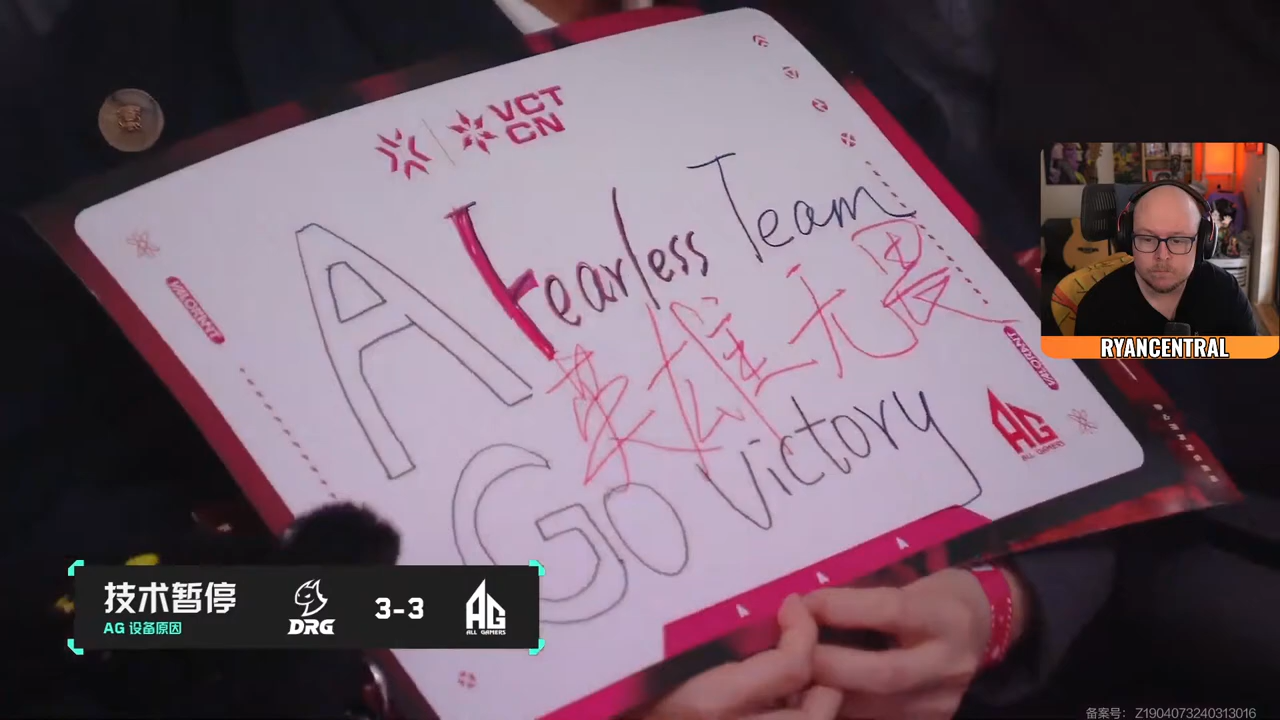 VCT
CN
A Fearless Team
英雄无畏
Go Victory
VALORANT
VALORANT
AG
ALL GAMERS
RYANCENTRAL
技术暂停
AG 设备原因
DRG
3-3
AG
ALL GAMERS
备案号： Z1904073240313016